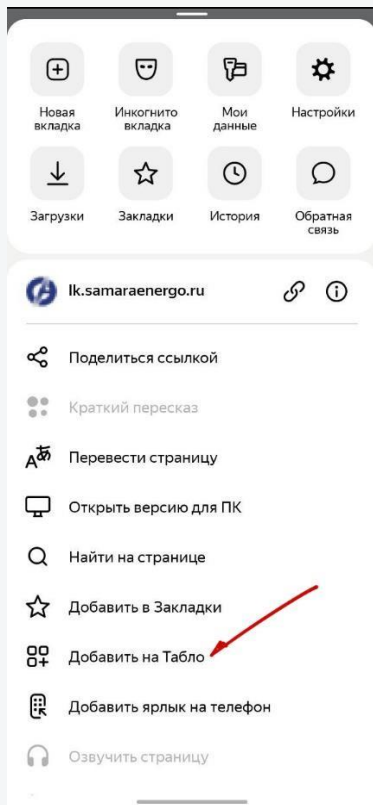 Новая
вкладка
Инкогнито
вкладка
Мои
данные
Настройки
Загрузки
Закладки
История
Обратная
связь
lk.samaraenergo.ru
Поделиться ссылкой
Краткий пересказ
Перевести страницу
Открыть версию для ПК
Найти на странице
Добавить в Закладки
Добавить на Табло
Добавить ярлык на телефон
Озвучить страницу